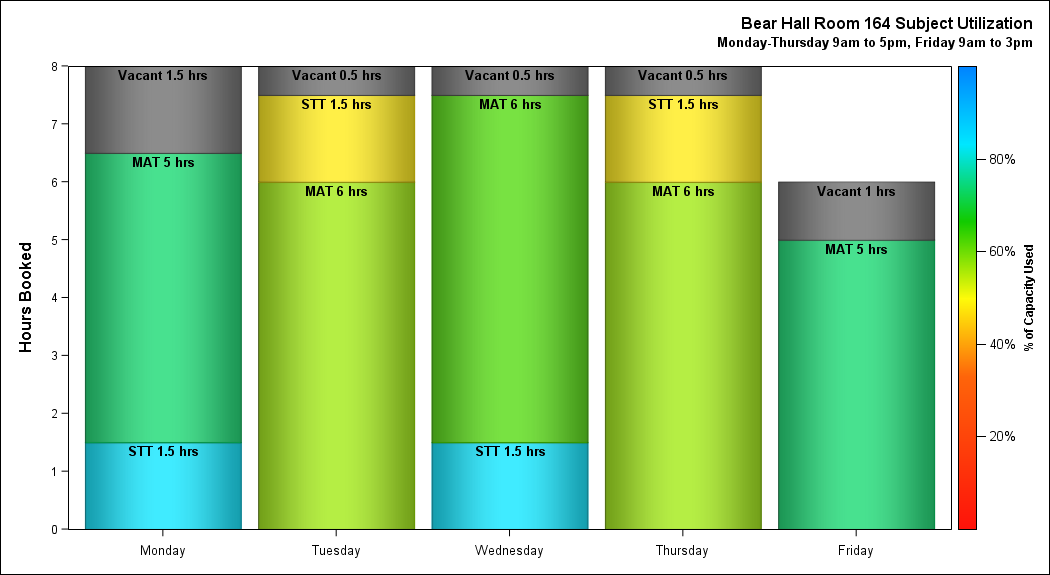 Bear Hall Room 164 Subject Utilization
Monday-Thursday 9am to 5pm, Friday 9am to 3pm
Hours Booked
8
7
6
5
4
3
2
1
0
Vacant 1.5 hrs
MAT 5 hrs
STT 1.5 hrs
Vacant 0.5 hrs
STT 1.5 hrs
MAT 6 hrs
Vacant 0.5 hrs
MAT 6 hrs
STT 1.5 hrs
Vacant 0.5 hrs
STT 1.5 hrs
MAT 6 hrs
Vacant 1 hrs
MAT 5 hrs
Monday
Tuesday
Wednesday
Thursday
Friday
80%
60%
40%
20%
% of Capacity Used